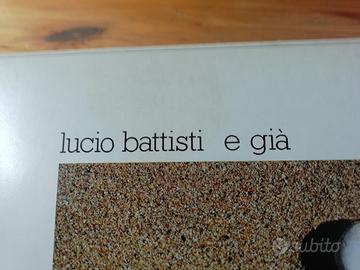 lucio battisti e già
subito